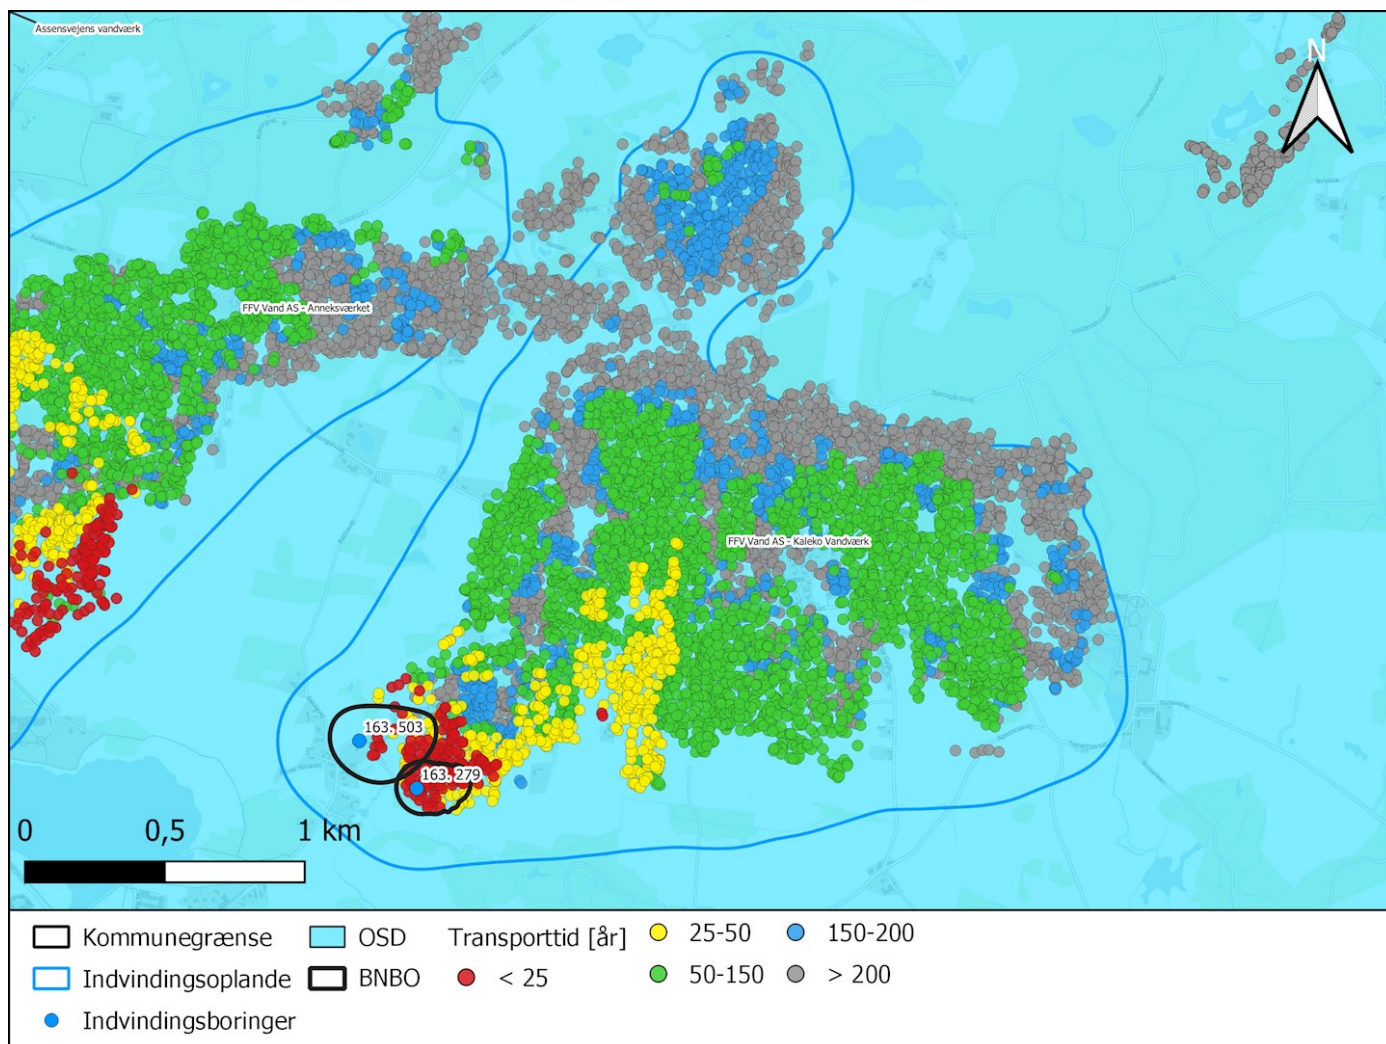 Assensvejens vandværk
N
FFV Vand AS - Anneksværket
FFV Vand AS - Kaleko Vandværk
163. 503
163. 279
0 0,5 1 km
Kommunegrænse OSD Transporttid [år] 25-50 150-200
Indvindingsoplande BNBO < 25 50-150 > 200
Indvindingsboringer